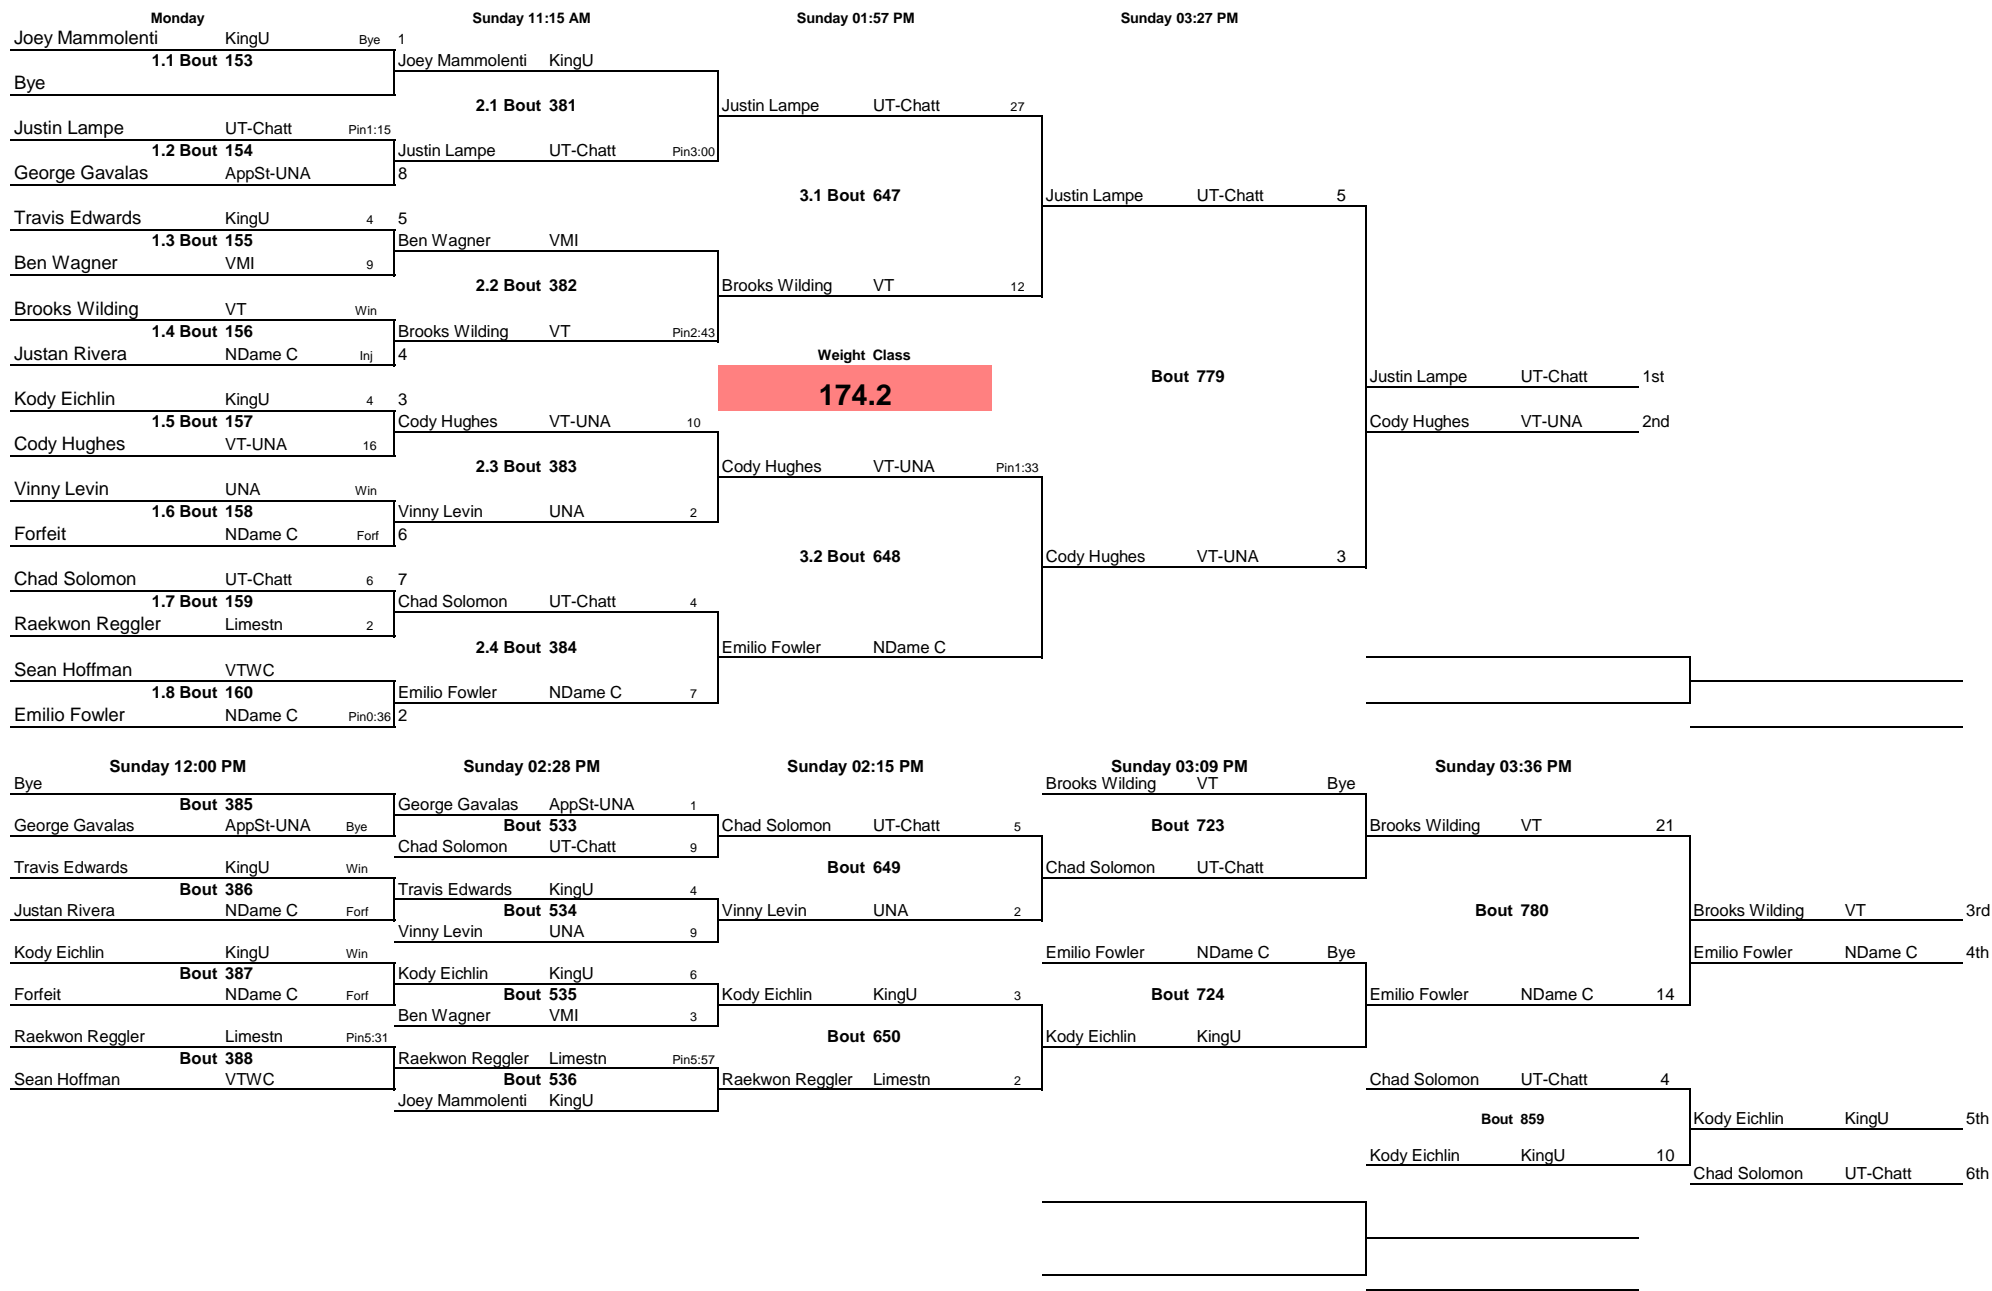 Monday Sunday 11:15 AM Sunday 01:57 PM Sunday 03:27 PM
Joey Mammolenti KingU Bye 1
1.1 Bout 153 Joey Mammolenti KingU
Bye
2.1 Bout 381 Justin Lampe UT-Chatt 27
Justin Lampe UT-Chatt Pin1:15
1.2 Bout 154 Justin Lampe UT-Chatt Pin3:00
George Gavalas AppSt-UNA 8
3.1 Bout 647 Justin Lampe UT-Chatt 5
Travis Edwards KingU 4 5
1.3 Bout 155 Ben Wagner VMI
Ben Wagner VMI 9
2.2 Bout 382 Brooks Wilding VT 12
Brooks Wilding VT Win
1.4 Bout 156 Brooks Wilding VT Pin2:43
Justan Rivera NDame C Inj 4 Weight Class
Bout 779 Justin Lampe UT-Chatt 1st
Kody Eichlin KingU 4 3 174.2
1.5 Bout 157 Cody Hughes VT-UNA 10 Cody Hughes VT-UNA 2nd
Cody Hughes VT-UNA 16
2.3 Bout 383 Cody Hughes VT-UNA Pin1:33
Vinny Levin UNA Win
1.6 Bout 158 Vinny Levin UNA 2
Forfeit NDame C Forf 6
3.2 Bout 648 Cody Hughes VT-UNA 3
Chad Solomon UT-Chatt 6 7
1.7 Bout 159 Chad Solomon UT-Chatt 4
Raekwon Reggler Limestn 2
2.4 Bout 384 Emilio Fowler NDame C
Sean Hoffman VTWC
1.8 Bout 160 Emilio Fowler NDame C 7
Emilio Fowler NDame C Pin0:36 2
Sunday 12:00 PM Sunday 02:28 PM Sunday 02:15 PM Sunday 03:09 PM Sunday 03:36 PM
Bye Brooks Wilding VT Bye
Bout 385 George Gavalas AppSt-UNA 1
George Gavalas AppSt-UNA Bye Bout 533 Chad Solomon UT-Chatt 5 Bout 723 Brooks Wilding VT 21
Chad Solomon UT-Chatt 9
Travis Edwards KingU Win Bout 649 Chad Solomon UT-Chatt
Bout 386 Travis Edwards KingU 4
Justan Rivera NDame C Forf Bout 534 Vinny Levin UNA 2 Bout 780 Brooks Wilding VT 3rd
Vinny Levin UNA 9
Kody Eichlin KingU Win Emilio Fowler NDame C Bye Emilio Fowler NDame C 4th
Bout 387 Kody Eichlin KingU 6
Forfeit NDame C Forf Bout 535 Kody Eichlin KingU 3 Bout 724 Emilio Fowler NDame C 14
Ben Wagner VMI 3
Raekwon Reggler Limestn Pin5:31 Bout 650 Kody Eichlin KingU
Bout 388 Raekwon Reggler Limestn Pin5:57
Sean Hoffman VTWC Bout 536 Raekwon Reggler Limestn 2 Chad Solomon UT-Chatt 4
Joey Mammolenti KingU
Bout 859 Kody Eichlin KingU 5th
Kody Eichlin KingU 10
Chad Solomon UT-Chatt 6th